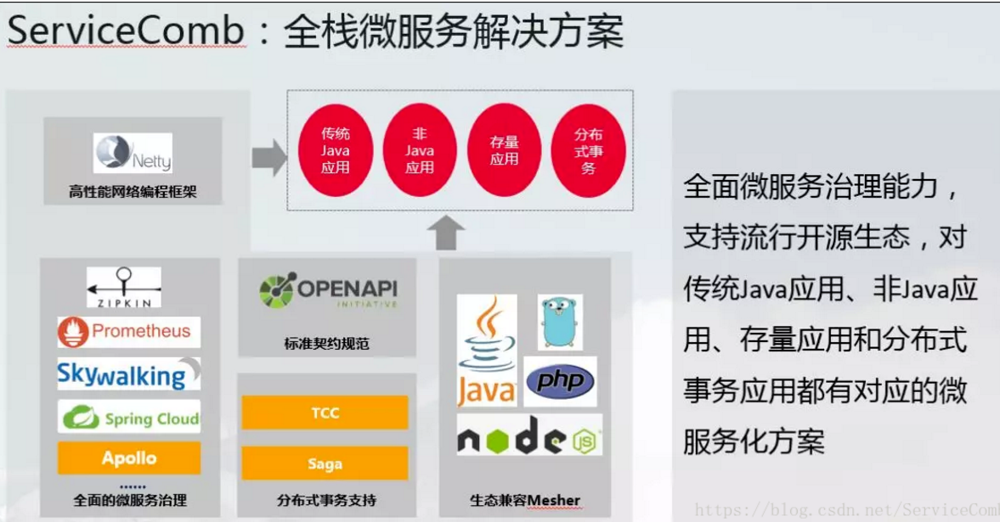 ServiceComb：全栈微服务解决方案
Netty
高性能网络编程框架
传统
Java
应用
非
Java
应用
存量
应用
分布
式事
务
ZIPKIN
Prometheus
Skywalking
Spring Cloud
Apollo
......
全面的微服务治理
OPENAPI
INITIATIVE
标准契约规范
TCC
Saga
分布式事务支持
Java
php
node
JS
生态兼容Mesher
全面微服务治理能力，
支持流行开源生态，对
传统Java应用、非Java应
用、存量应用和分布式
事务应用都有对应的微
服务化方案
https://blog.csdn.net/ServiceComb